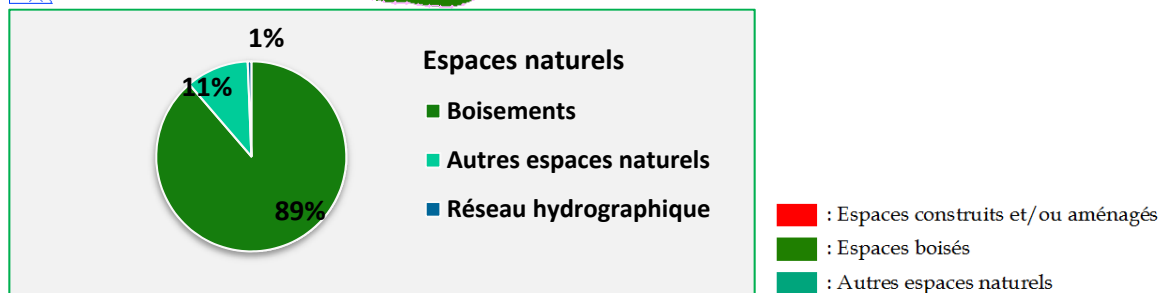 1%
11%
89%
Espaces naturels
Boisements
Autres espaces naturels
Réseau hydrographique
: Espaces construits et/ou aménagés
: Espaces boisés
: Autres espaces naturels